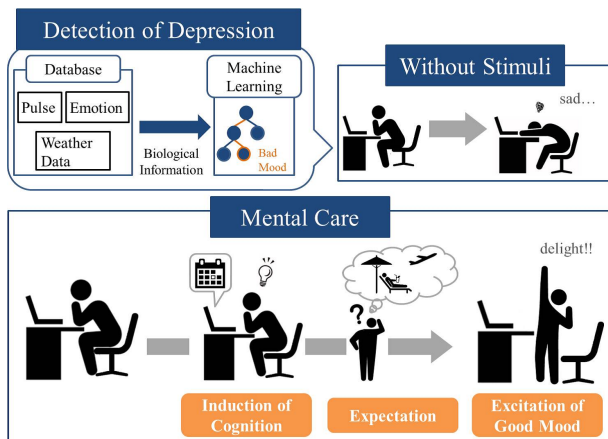 Detection of Depression
Database
Pulse
Emotion
Weather
Data
Biological
Information
Machine
Learning
Bad
Mood
Without Stimuli
sad…
Mental Care
?
delight!!
Induction of
Cognition
Expectation
Excitation of
Good Mood